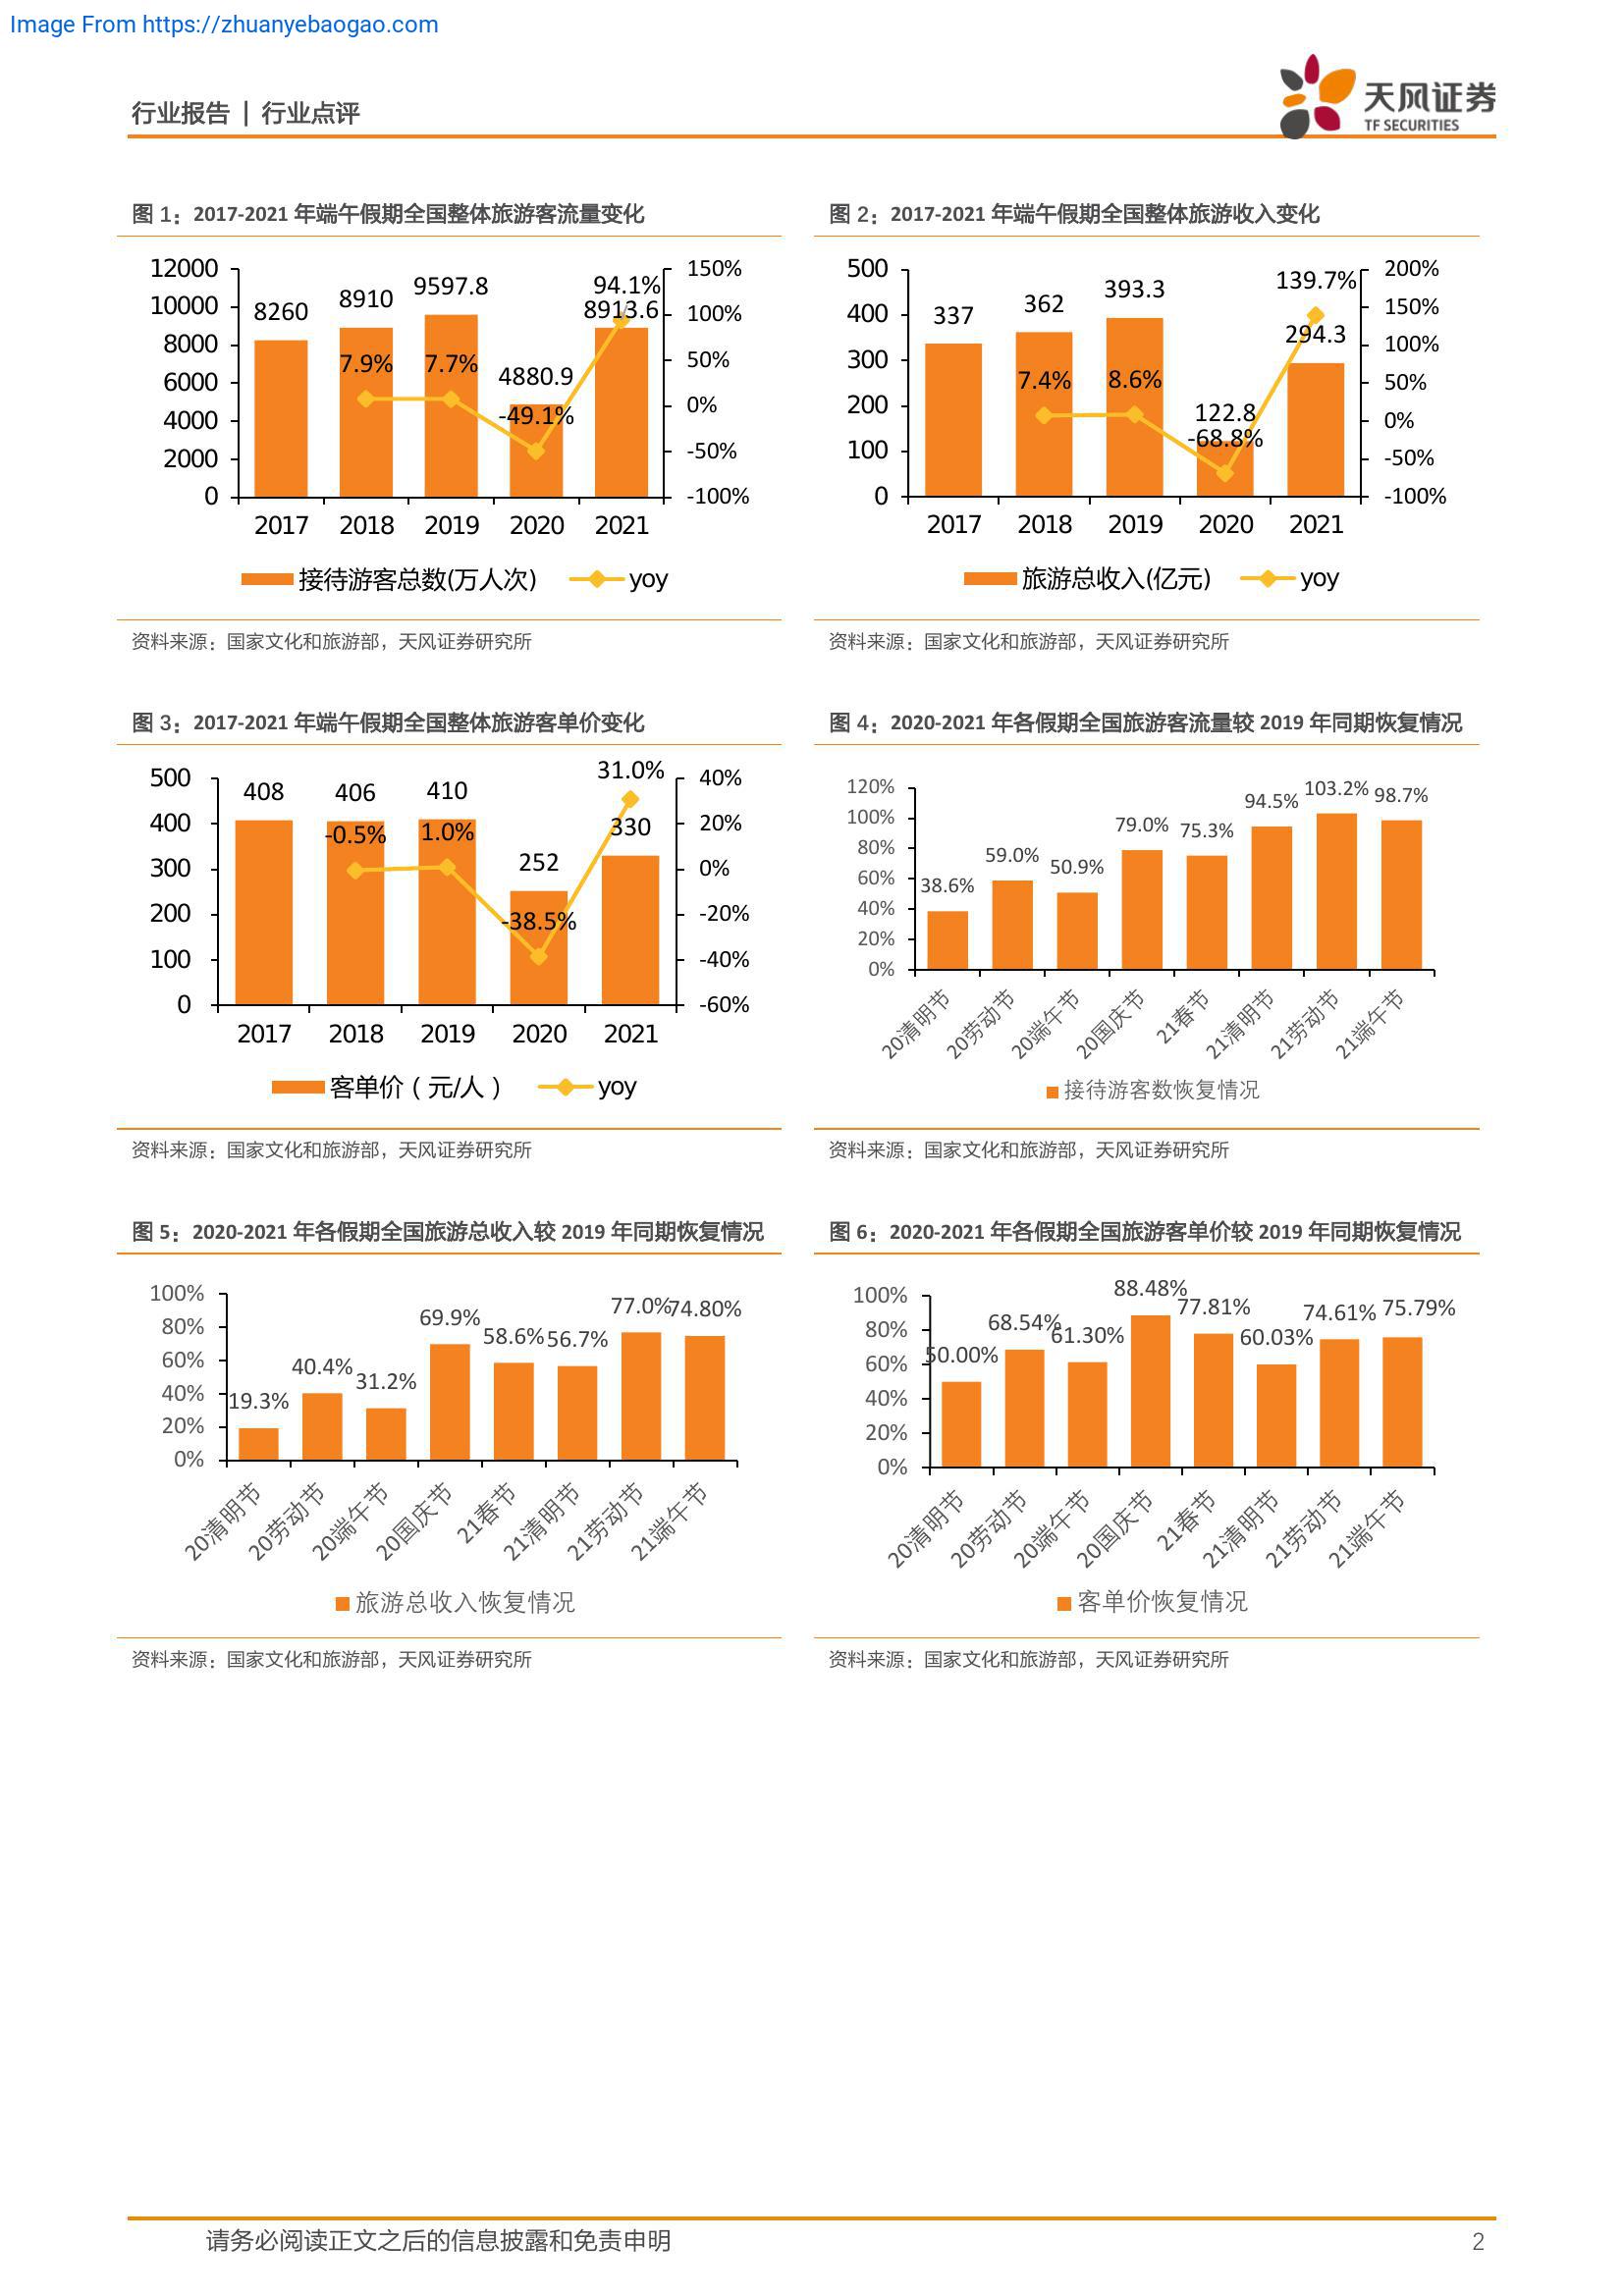 Image From https://zhuanyebaogao.com
行业报告 | 行业点评
天风证券
TF SECURITIES
图 1：2017-2021 年端午假期全国整体旅游客流量变化
12000
10000
8000
6000
4000
2000
0
150%
100%
50%
0%
-50%
-100%
8260
8910
9597.8
4880.9
8913.6
7.9%
7.7%
-49.1%
94.1%
2017 2018 2019 2020 2021
接待游客总数(万人次) yoy
资料来源：国家文化和旅游部，天风证券研究所
图 2：2017-2021 年端午假期全国整体旅游收入变化
500
400
300
200
100
0
200%
150%
100%
50%
0%
-50%
-100%
337
362
393.3
122.8
294.3
7.4%
8.6%
-68.8%
139.7%
2017 2018 2019 2020 2021
旅游总收入(亿元) yoy
资料来源：国家文化和旅游部，天风证券研究所
图 3：2017-2021 年端午假期全国整体旅游客单价变化
500
400
300
200
100
0
40%
20%
0%
-20%
-40%
-60%
408
406
410
252
330
-0.5%
1.0%
-38.5%
31.0%
2017 2018 2019 2020 2021
客单价（元/人） yoy
资料来源：国家文化和旅游部，天风证券研究所
图 4：2020-2021 年各假期全国旅游客流量较 2019 年同期恢复情况
120%
100%
80%
60%
40%
20%
0%
38.6%
59.0%
50.9%
79.0%
75.3%
94.5%
103.2%
98.7%
20清明节
20劳动节
20端午节
20国庆节
21春节
21清明节
21劳动节
21端午节
接待游客数恢复情况
资料来源：国家文化和旅游部，天风证券研究所
图 5：2020-2021 年各假期全国旅游总收入较 2019 年同期恢复情况
100%
80%
60%
40%
20%
0%
19.3%
40.4%
31.2%
69.9%
58.6%
56.7%
77.0%
74.80%
20清明节
20劳动节
20端午节
20国庆节
21春节
21清明节
21劳动节
21端午节
旅游总收入恢复情况
资料来源：国家文化和旅游部，天风证券研究所
图 6：2020-2021 年各假期全国旅游客单价较 2019 年同期恢复情况
100%
80%
60%
40%
20%
0%
50.00%
68.54%
61.30%
88.48%
77.81%
60.03%
74.61%
75.79%
20清明节
20劳动节
20端午节
20国庆节
21春节
21清明节
21劳动节
21端午节
客单价恢复情况
资料来源：国家文化和旅游部，天风证券研究所
请务必阅读正文之后的信息披露和免责申明
2